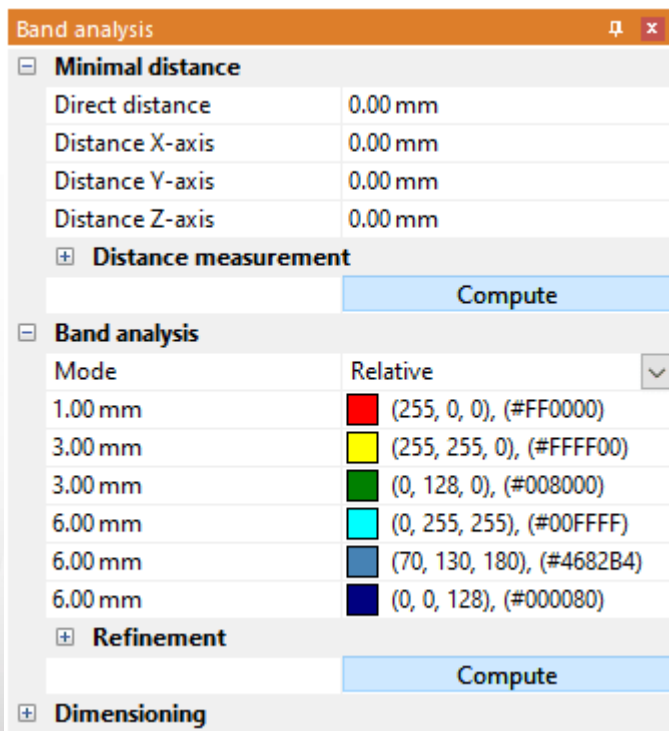 Band analysis
Minimal distance
Direct distance 0.00 mm
Distance X-axis 0.00 mm
Distance Y-axis 0.00 mm
Distance Z-axis 0.00 mm
Distance measurement
Compute
Band analysis
Mode Relative
1.00 mm (255, 0, 0), (#FF0000)
3.00 mm (255, 255, 0), (#FFFF00)
3.00 mm (0, 128, 0), (#008000)
6.00 mm (0, 255, 255), (#00FFFF)
6.00 mm (70, 130, 180), (#4682B4)
6.00 mm (0, 0, 128), (#000080)
Refinement
Compute
Dimensioning